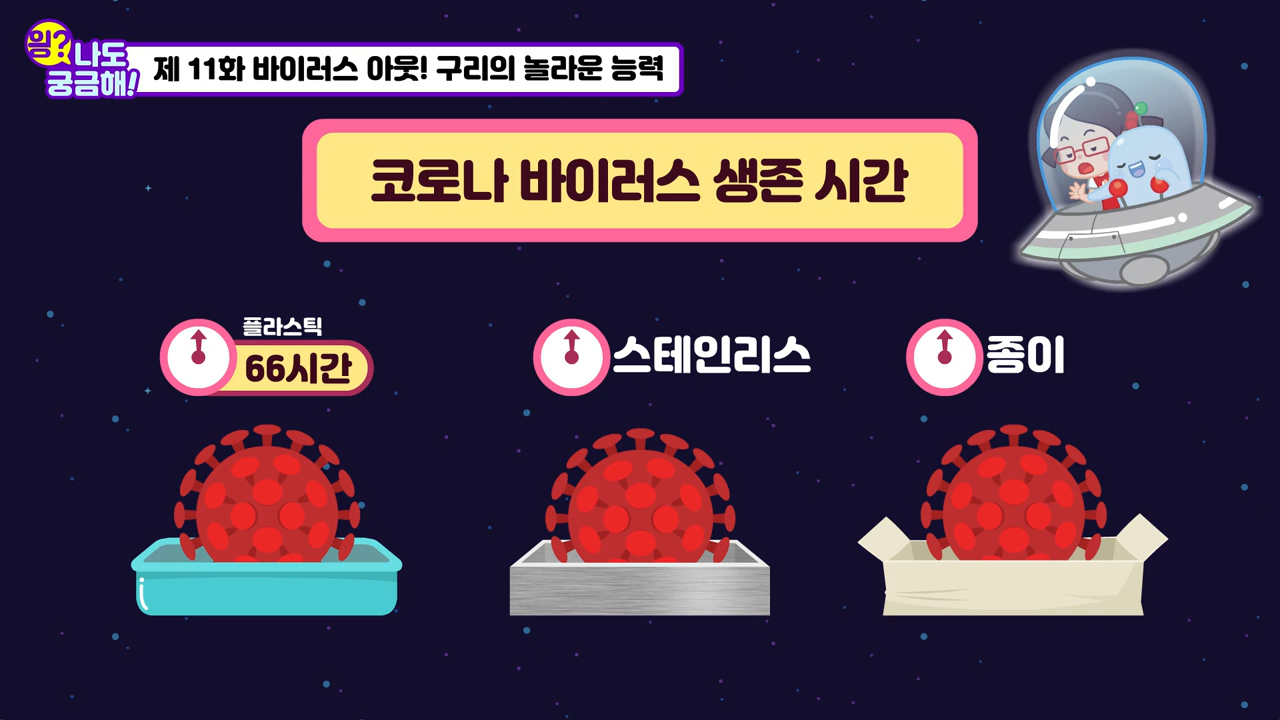 읭?
나도
궁금해!
제 11화 바이러스 아웃! 구리의 놀라운 능력
코로나 바이러스 생존 시간
플라스틱
66시간
스테인리스
종이